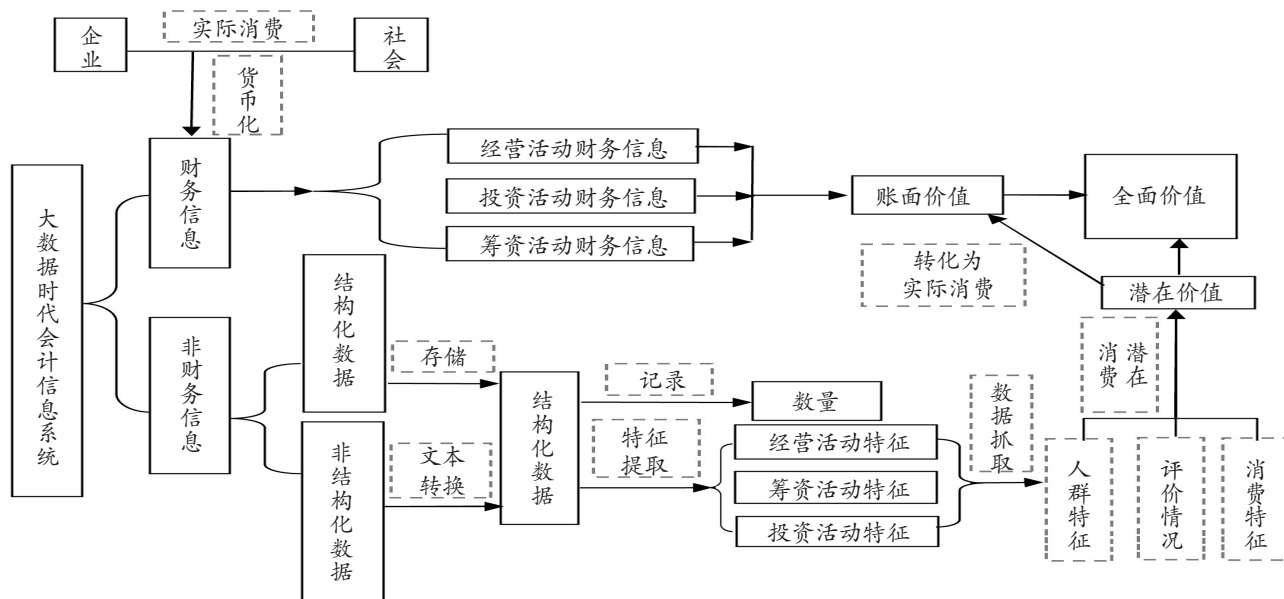 企业
实际消费
社会
货币化
大数据时代会计信息系统
财务信息
经营活动财务信息
投资活动财务信息
筹资活动财务信息
账面价值
全面价值
转化为
实际消费
潜在价值
潜在
消费
非财务信息
结构化数据
存储
非结构化数据
文本
转换
结构化数据
记录
数量
特征
提取
经营活动特征
筹资活动特征
投资活动特征
数据抓取
人群特征
评价情况
消费特征